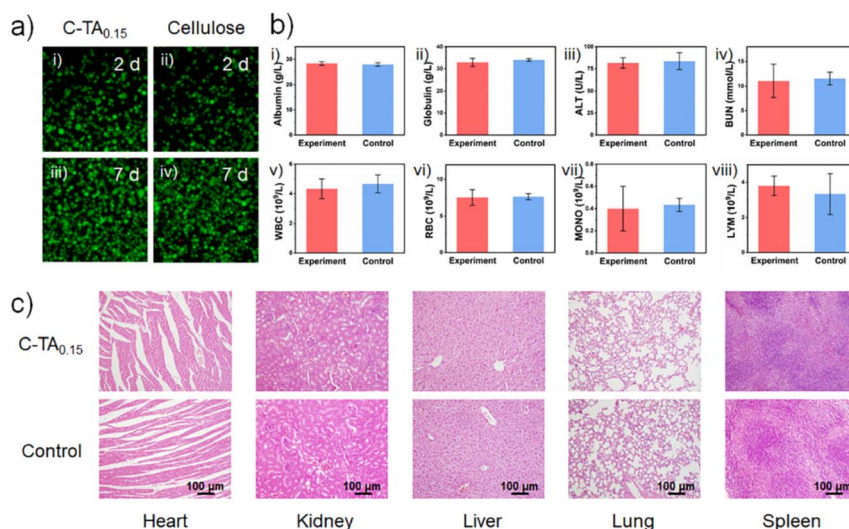 a)
C-TA0.15
Cellulose
i)
2 d
ii)
2 d
iii)
7 d
iv)
7 d
b)
i)
Albumin (g/L)
30
20
10
0
Experiment
Control
ii)
Globulin (g/L)
40
30
20
10
0
Experiment
Control
iii)
ALT (U/L)
100
80
60
40
20
0
Experiment
Control
iv)
BUN (mmol/L)
15
10
5
0
Experiment
Control
v)
WBC (10⁹/L)
6
4
2
0
Experiment
Control
vi)
RBC (10⁹/L)
10
5
0
Experiment
Control
vii)
MONO (10⁹/L)
0.8
0.6
0.4
0.2
0.0
Experiment
Control
viii)
LYM (10⁹/L)
4
2
0
Experiment
Control
c)
C-TA0.15
Control
100 μm
100 μm
100 μm
100 μm
100 μm
Heart
Kidney
Liver
Lung
Spleen